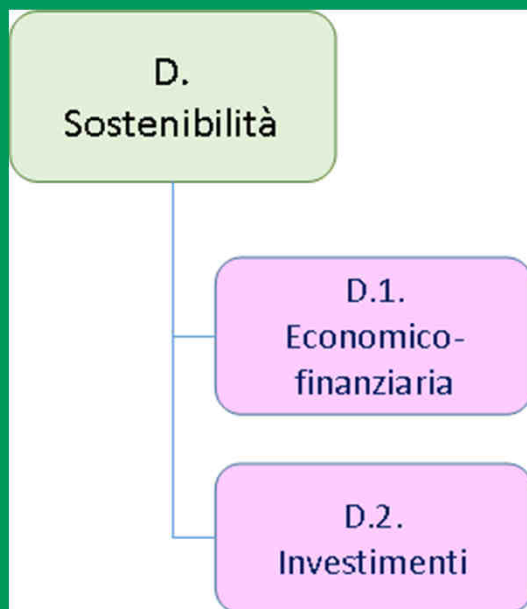 D.
Sostenibilità
D.1.
Economico-
finanziaria
D.2.
Investimenti